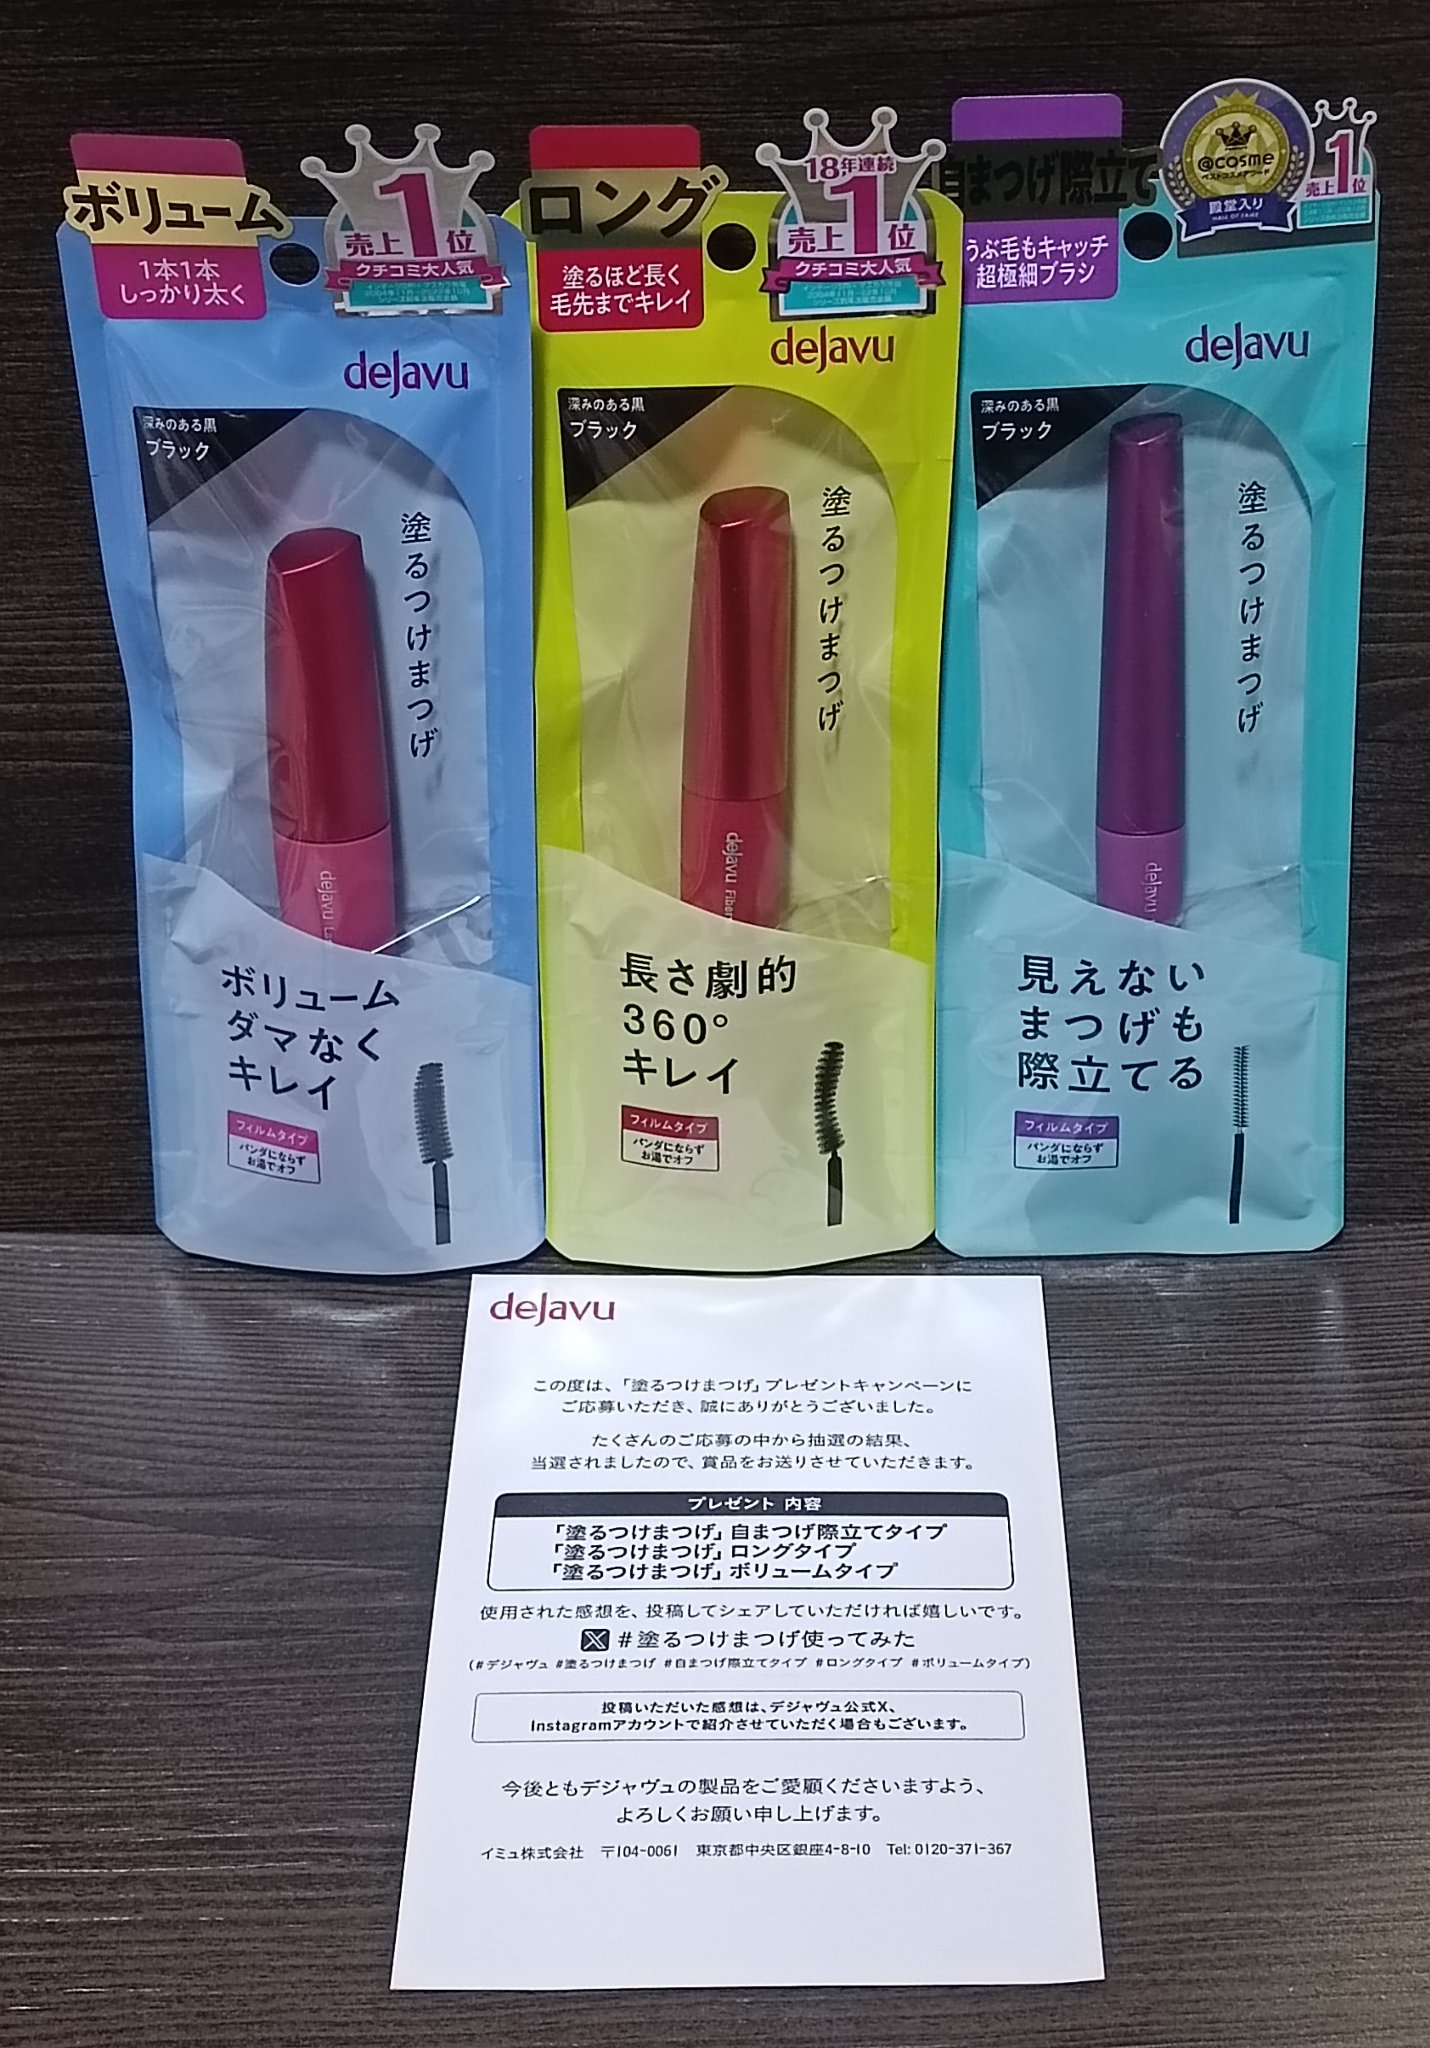 ボリューム
1本1本
しっかり太く
売上1位
クチコミ大人気
dejavu
深みのある黒
ブラック
塗るつけまつげ
dejavu
ボリューム
ダマなく
キレイ
フィルムタイプ
パンダにならず
お湯でオフ
ロング
塗るほど長く
毛先までキレイ
18年連続
売上1位
クチコミ大人気
dejavu
深みのある黒
ブラック
塗るつけまつげ
dejavu Fiber
長さ劇的
360°
キレイ
フィルムタイプ
パンダにならず
お湯でオフ
自まつげ際立て
うぶ毛もキャッチ
超極細ブラシ
@cosme
ベストコスメアワード
殿堂入り
HALL OF FAME
売上1位
dejavu
深みのある黒
ブラック
塗るつけまつげ
dejavu
見えない
まつげも
際立てる
フィルムタイプ
パンダにならず
お湯でオフ
dejavu
この度は、「塗るつけまつげ」プレゼントキャンペーンに
ご応募いただき、誠にありがとうございました。
たくさんのご応募の中から抽選の結果、
当選されましたので、賞品をお送りさせていただきます。
プレゼント 内容
「塗るつけまつげ」自まつげ際立てタイプ
「塗るつけまつげ」ロングタイプ
「塗るつけまつげ」ボリュームタイプ
使用された感想を、投稿してシェアしていただければ嬉しいです。
X #塗るつけまつげ使ってみた
(#デジャヴュ #塗るつけまつげ #自まつげ際立てタイプ #ロングタイプ #ボリュームタイプ)
投稿いただいた感想は、デジャヴュ公式X、
Instagramアカウントで紹介させていただく場合もございます。
今後ともデジャヴュの製品をご愛顧くださいますよう、
よろしくお願い申し上げます。
イミュ株式会社 〒104-0061 東京都中央区銀座4-8-10 Tel: 0120-371-367